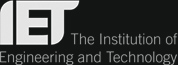 IET
The Institution of
Engineering and Technology